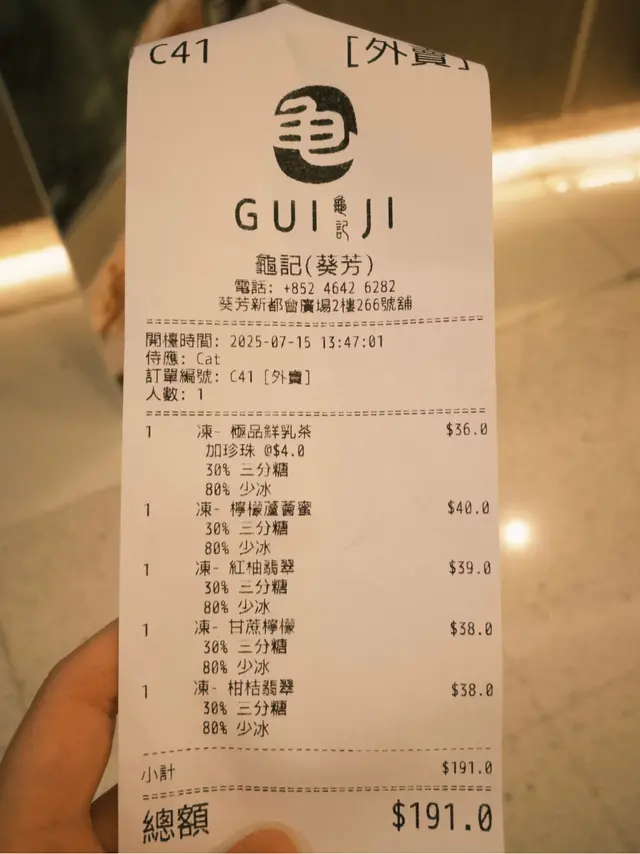 C41 [外賣]
龜
GUI 龜記 JI
龜記(葵芳)
電話: +852 4642 6282
葵芳新都會廣場2樓266號舖
開檯時間: 2025-07-15 13:47:01
侍應: Cat
訂單編號: C41 [外賣]
人數: 1
1 凍- 極品鮮乳茶 $36.0
加珍珠 @$4.0
30% 三分糖
80% 少冰
1 凍- 檸檬蘆薈蜜 $40.0
30% 三分糖
80% 少冰
1 凍- 紅柚翡翠 $39.0
30% 三分糖
80% 少冰
1 凍- 甘蔗檸檬 $38.0
30% 三分糖
80% 少冰
1 凍- 柑桔翡翠 $38.0
30% 三分糖
80% 少冰
小計 $191.0
總額 $191.0